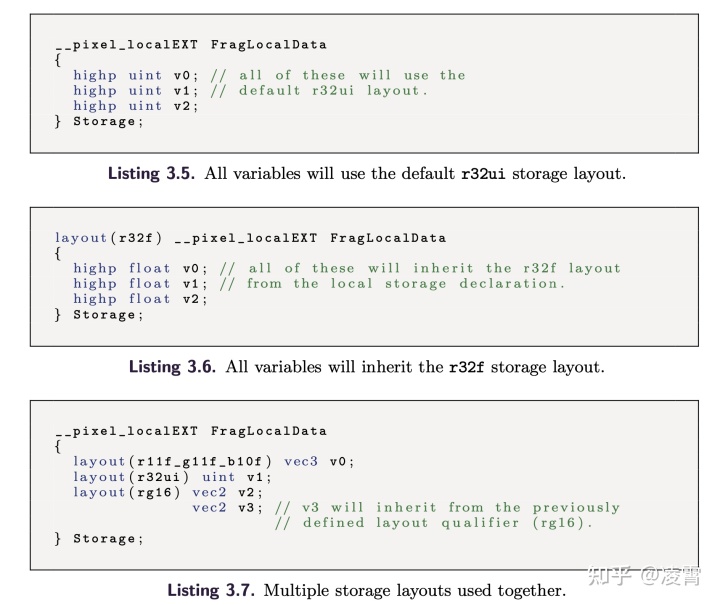 __pixel_localEXT FragLocalData
{
highp uint v0; // all of these will use the
highp uint v1; // default r32ui layout.
highp uint v2;
} Storage;
Listing 3.5. All variables will use the default r32ui storage layout.
layout(r32f) __pixel_localEXT FragLocalData
{
highp float v0; // all of these will inherit the r32f layout
highp float v1; // from the local storage declaration.
highp float v2;
} Storage;
Listing 3.6. All variables will inherit the r32f storage layout.
__pixel_localEXT FragLocalData
{
layout(r11f_g11f_b10f) vec3 v0;
layout(r32ui) uint v1;
layout(rg16) vec2 v2;
vec2 v3; // v3 will inherit from the previously
// defined layout qualifier (rg16).
} Storage;
知乎 @凌霄
Listing 3.7. Multiple storage layouts used together.